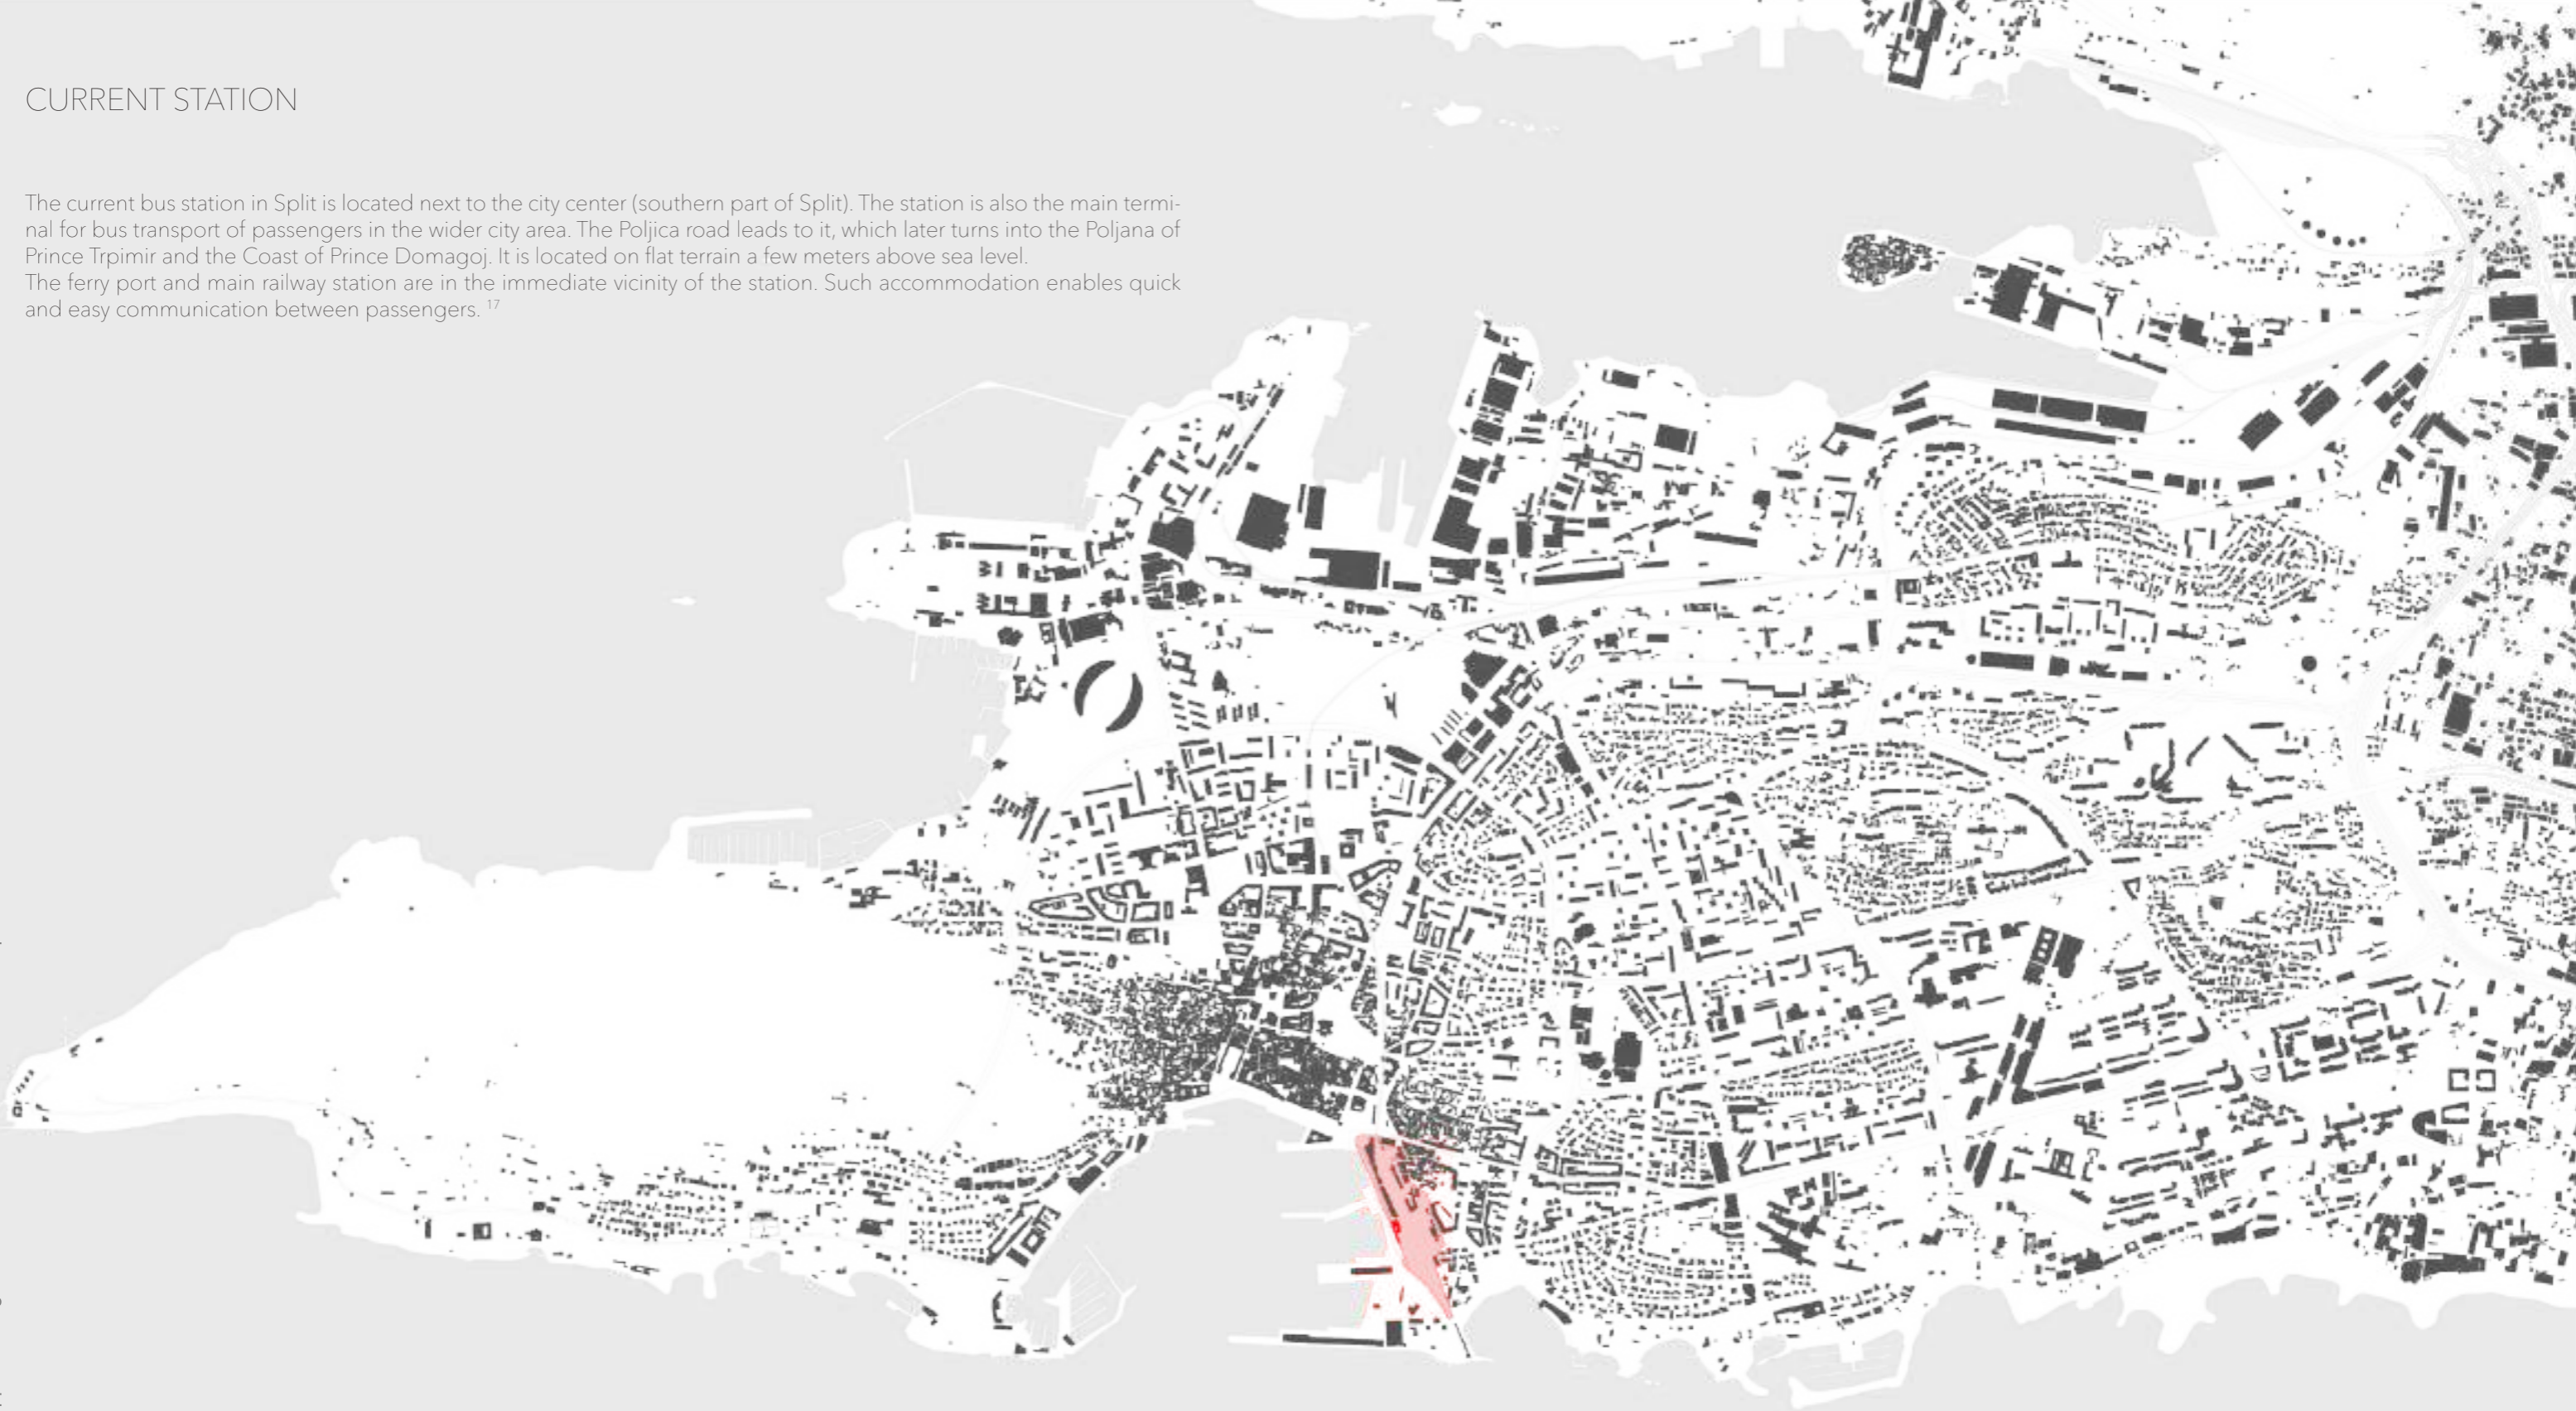 CURRENT STATION
The current bus station in Split is located next to the city center (southern part of Split). The station is also the main termi-
nal for bus transport of passengers in the wider city area. The Poljica road leads to it, which later turns into the Poljana of
Prince Trpimir and the Coast of Prince Domagoj. It is located on flat terrain a few meters above sea level.
The ferry port and main railway station are in the immediate vicinity of the station. Such accommodation enables quick
and easy communication between passengers. 17